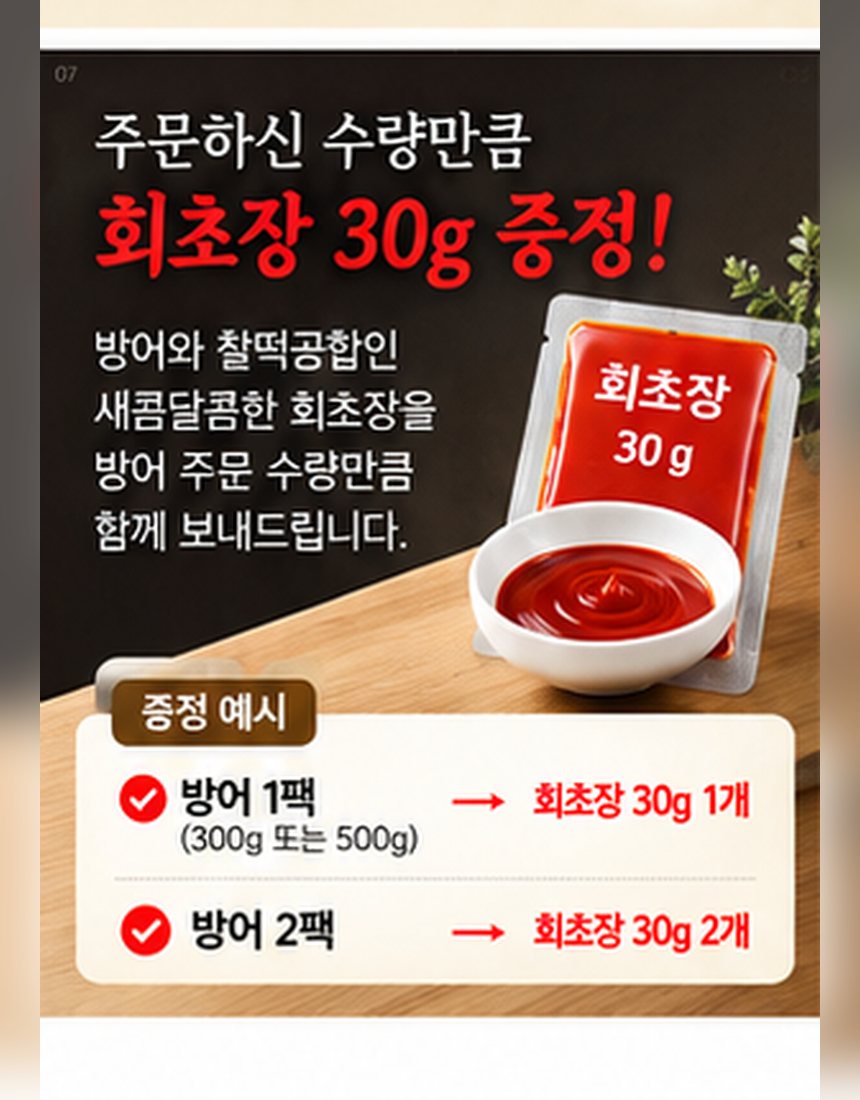 07
주문하신 수량만큼
회초장 30g 증정!
방어와 찰떡공합인
새콤달콤한 회초장을
방어 주문 수량만큼
함께 보내드립니다.
회초장
30 g
증정 예시
방어 1팩 → 회초장 30g 1개
(300g 또는 500g)
방어 2팩 → 회초장 30g 2개